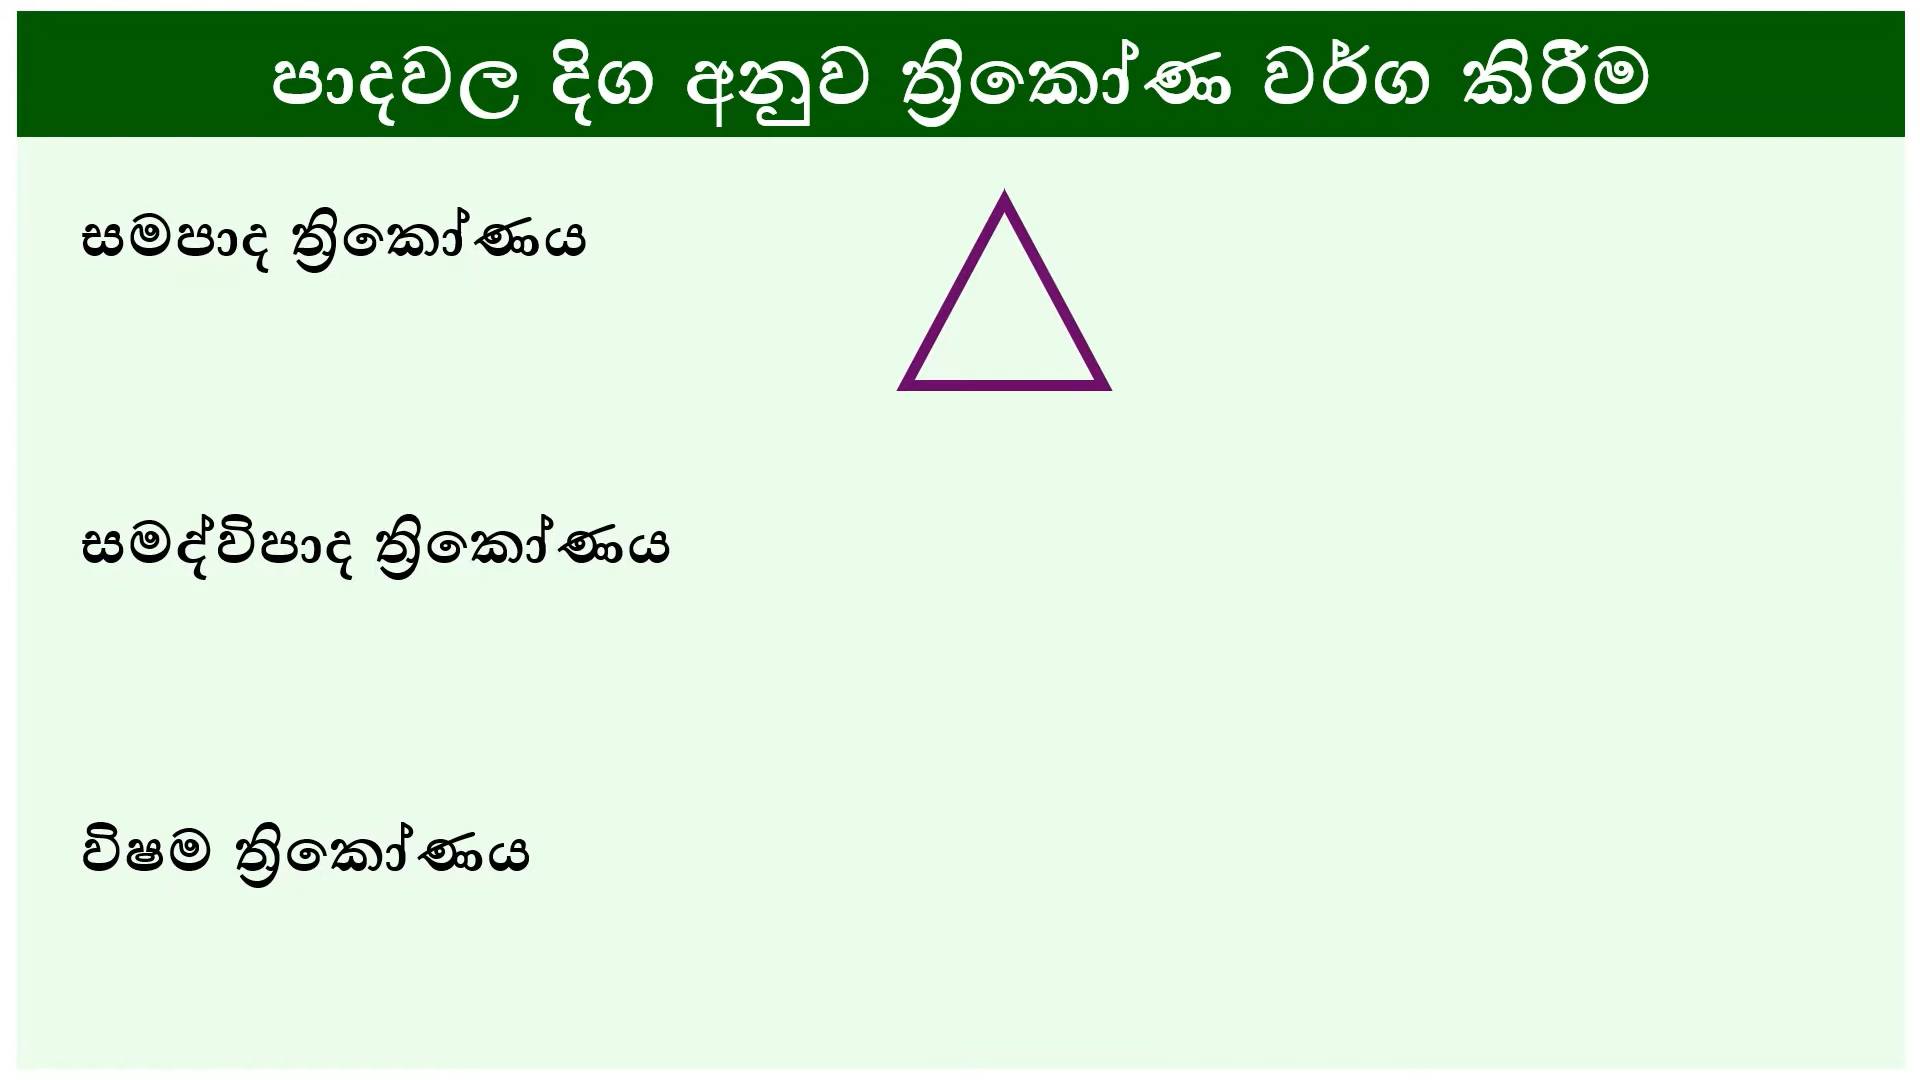 පාදවල දිග අනුව ත්‍රිකෝණ වර්ග කිරීම
සමපාද ත්‍රිකෝණය
සමද්විපාද ත්‍රිකෝණය
විෂම ත්‍රිකෝණය